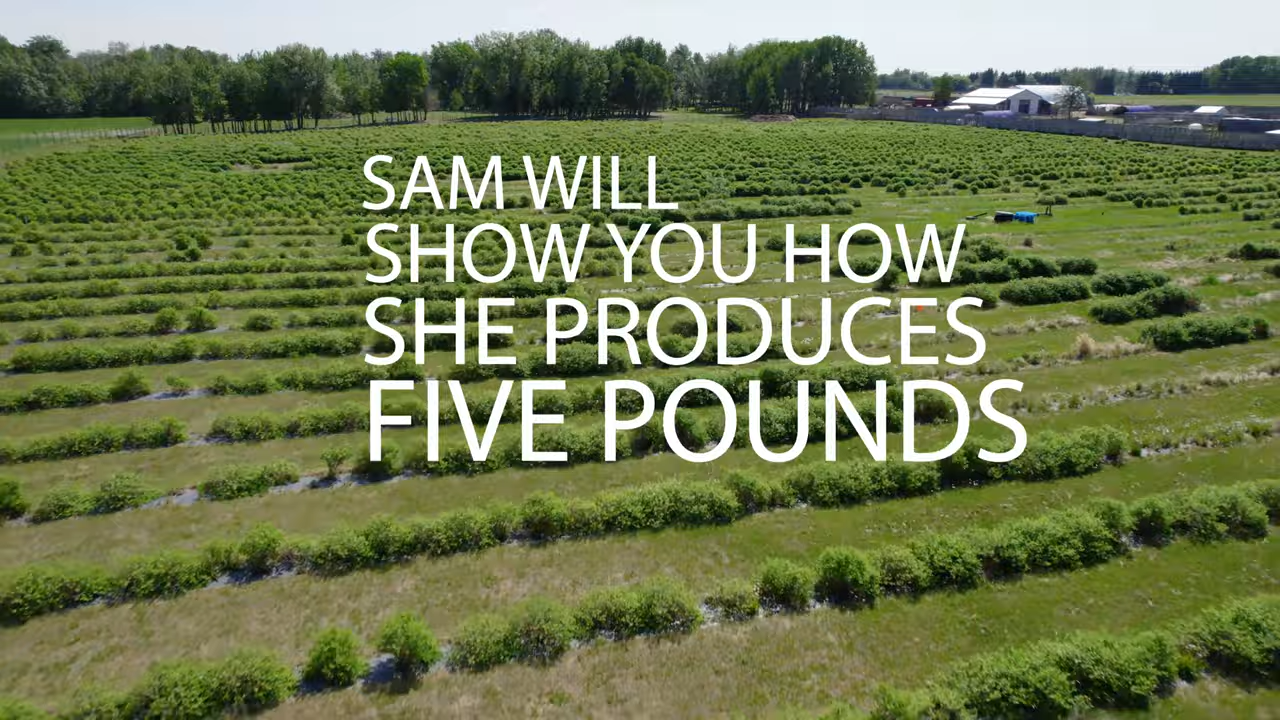 SAM WILL
SHOW YOU HOW
SHE PRODUCES
FIVE POUNDS